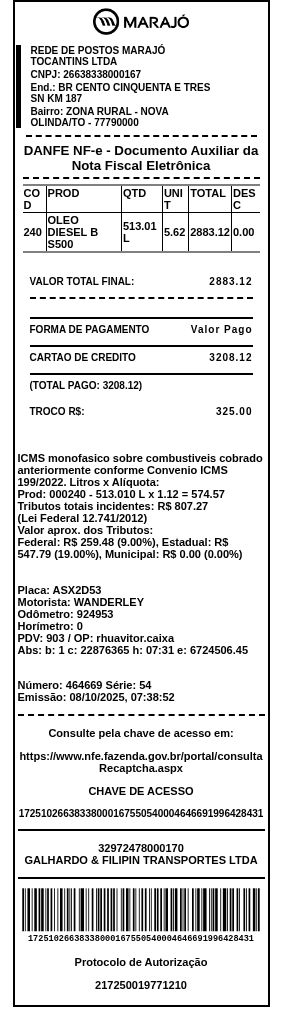 MARAJÓ
REDE DE POSTOS MARAJÓ
TOCANTINS LTDA
CNPJ: 26638338000167
End.: BR CENTO CINQUENTA E TRES
SN KM 187
Bairro: ZONA RURAL - NOVA
OLINDA/TO - 77790000
DANFE NF-e - Documento Auxiliar da
Nota Fiscal Eletrônica
COD PROD QTD UNIT TOTAL DESC
240 OLEO DIESEL B S500 513.01 L 5.62 2883.12 0.00
VALOR TOTAL FINAL: 2883.12
FORMA DE PAGAMENTO Valor Pago
CARTAO DE CREDITO 3208.12
(TOTAL PAGO: 3208.12)
TROCO R$: 325.00
ICMS monofasico sobre combustiveis cobrado
anteriormente conforme Convenio ICMS
199/2022. Litros x Alíquota:
Prod: 000240 - 513.010 L x 1.12 = 574.57
Tributos totais incidentes: R$ 807.27
(Lei Federal 12.741/2012)
Valor aprox. dos Tributos:
Federal: R$ 259.48 (9.00%), Estadual: R$
547.79 (19.00%), Municipal: R$ 0.00 (0.00%)
Placa: ASX2D53
Motorista: WANDERLEY
Odômetro: 924953
Horímetro: 0
PDV: 903 / OP: rhuavitor.caixa
Abs: b: 1 c: 22876365 h: 07:31 e: 6724506.45
Número: 464669 Série: 54
Emissão: 08/10/2025, 07:38:52
Consulte pela chave de acesso em:
https://www.nfe.fazenda.gov.br/portal/consulta
Recaptcha.aspx
CHAVE DE ACESSO
17251026638338000167550540004646691996428431
32972478000170
GALHARDO & FILIPIN TRANSPORTES LTDA
17251026638338000167550540004646691996428431
Protocolo de Autorização
217250019771210